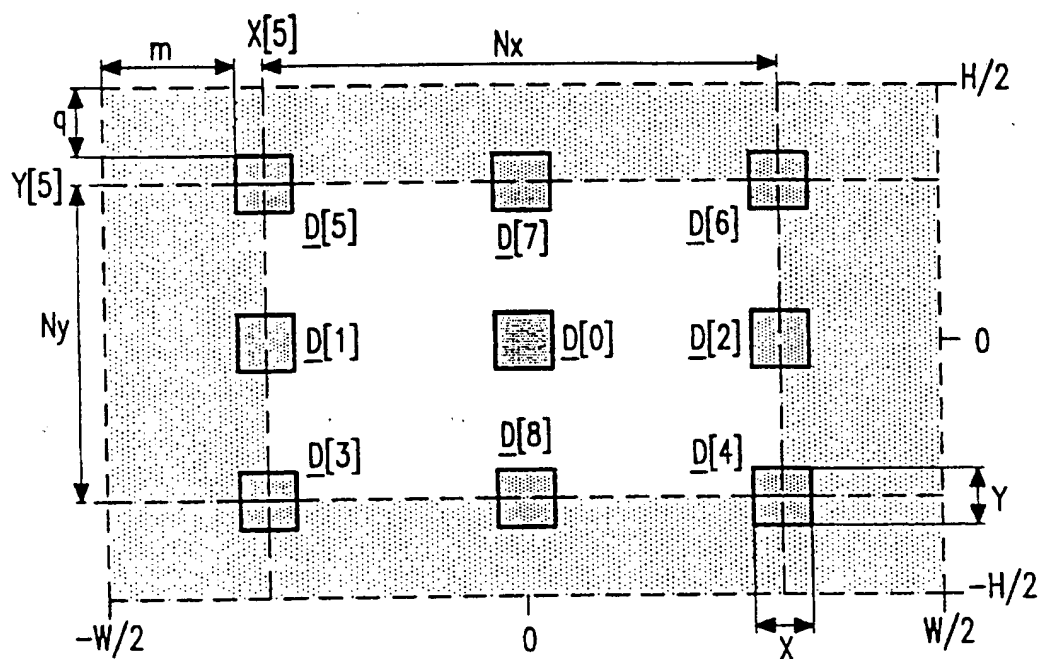 X[5]
m
Nx
H/2
q
Y[5]
D[5]
D[7]
D[6]
Ny
D[1]
D[0]
D[2]
0
D[3]
D[8]
D[4]
Y
-H/2
-W/2
0
X
W/2